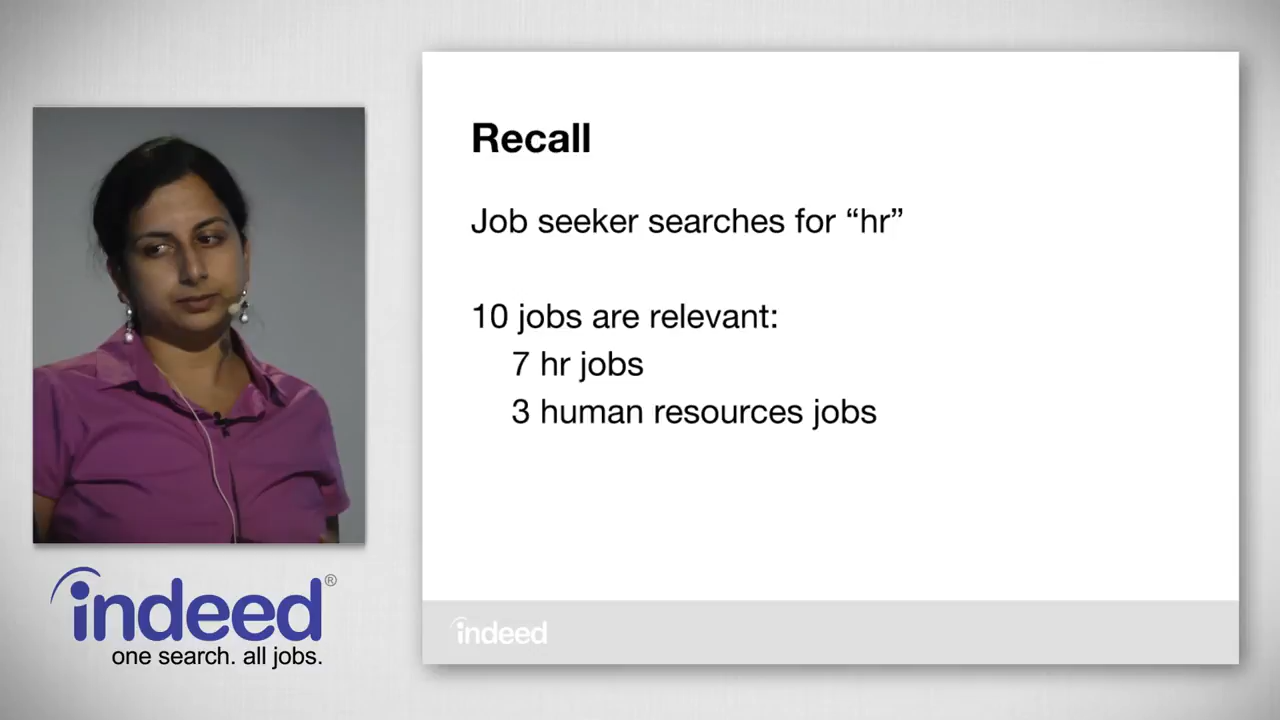 Recall
Job seeker searches for “hr”
10 jobs are relevant:
7 hr jobs
3 human resources jobs
indeed
indeed®
one search. all jobs.